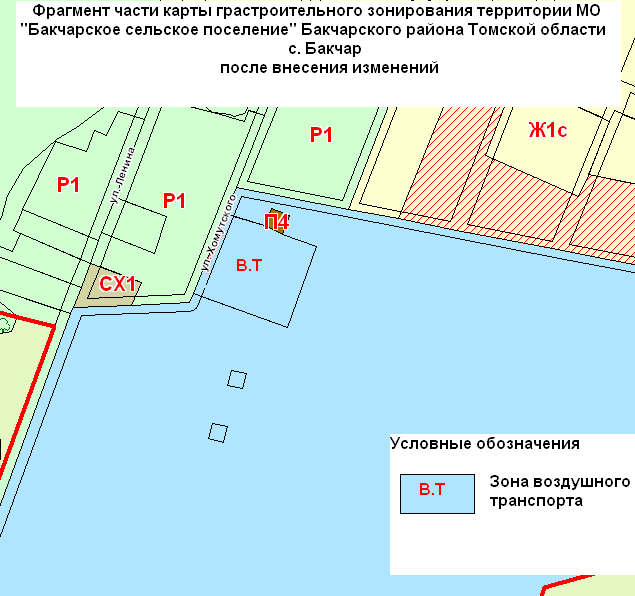 Фрагмент части карты грастроительного зонирования территории МО
"Бакчарское сельское поселение" Бакчарского района Томской области
с. Бакчар
после внесения изменений
Ж1с
Р1
Р1
ул.-Ленина
Р1
ул.-Хомутского
П4
В.Т
СХ1
Условные обозначения
В.Т
Зона воздушного
транспорта